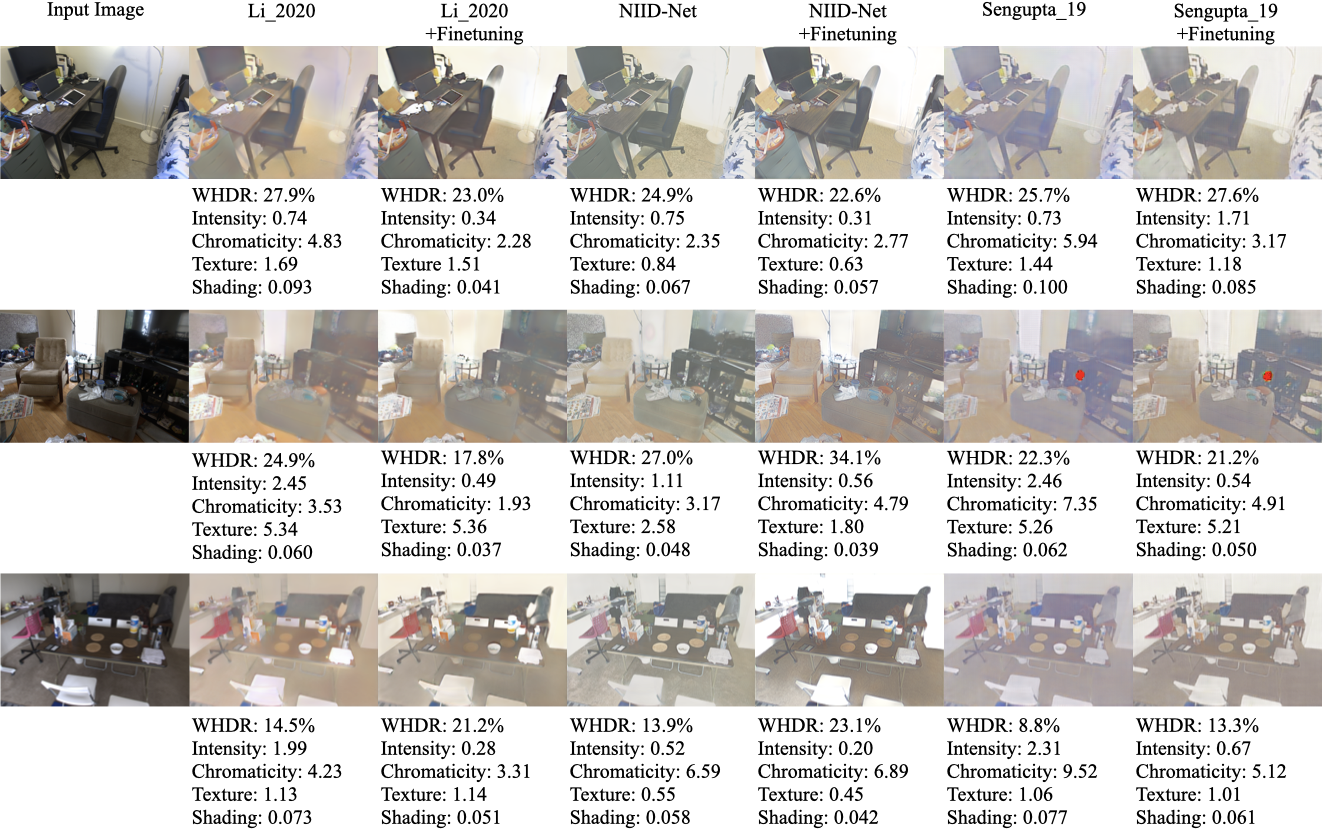 Input Image
Li_2020
Li_2020
+Finetuning
NIID-Net
NIID-Net
+Finetuning
Sengupta_19
Sengupta_19
+Finetuning
WHDR: 27.9%
Intensity: 0.74
Chromaticity: 4.83
Texture: 1.69
Shading: 0.093
WHDR: 23.0%
Intensity: 0.34
Chromaticity: 2.28
Texture 1.51
Shading: 0.041
WHDR: 24.9%
Intensity: 0.75
Chromaticity: 2.35
Texture: 0.84
Shading: 0.067
WHDR: 22.6%
Intensity: 0.31
Chromaticity: 2.77
Texture: 0.63
Shading: 0.057
WHDR: 25.7%
Intensity: 0.73
Chromaticity: 5.94
Texture: 1.44
Shading: 0.100
WHDR: 27.6%
Intensity: 1.71
Chromaticity: 3.17
Texture: 1.18
Shading: 0.085
WHDR: 24.9%
Intensity: 2.45
Chromaticity: 3.53
Texture: 5.34
Shading: 0.060
WHDR: 17.8%
Intensity: 0.49
Chromaticity: 1.93
Texture: 5.36
Shading: 0.037
WHDR: 27.0%
Intensity: 1.11
Chromaticity: 3.17
Texture: 2.58
Shading: 0.048
WHDR: 34.1%
Intensity: 0.56
Chromaticity: 4.79
Texture: 1.80
Shading: 0.039
WHDR: 22.3%
Intensity: 2.46
Chromaticity: 7.35
Texture: 5.26
Shading: 0.062
WHDR: 21.2%
Intensity: 0.54
Chromaticity: 4.91
Texture: 5.21
Shading: 0.050
WHDR: 14.5%
Intensity: 1.99
Chromaticity: 4.23
Texture: 1.13
Shading: 0.073
WHDR: 21.2%
Intensity: 0.28
Chromaticity: 3.31
Texture: 1.14
Shading: 0.051
WHDR: 13.9%
Intensity: 0.52
Chromaticity: 6.59
Texture: 0.55
Shading: 0.058
WHDR: 23.1%
Intensity: 0.20
Chromaticity: 6.89
Texture: 0.45
Shading: 0.042
WHDR: 8.8%
Intensity: 2.31
Chromaticity: 9.52
Texture: 1.06
Shading: 0.077
WHDR: 13.3%
Intensity: 0.67
Chromaticity: 5.12
Texture: 1.01
Shading: 0.061